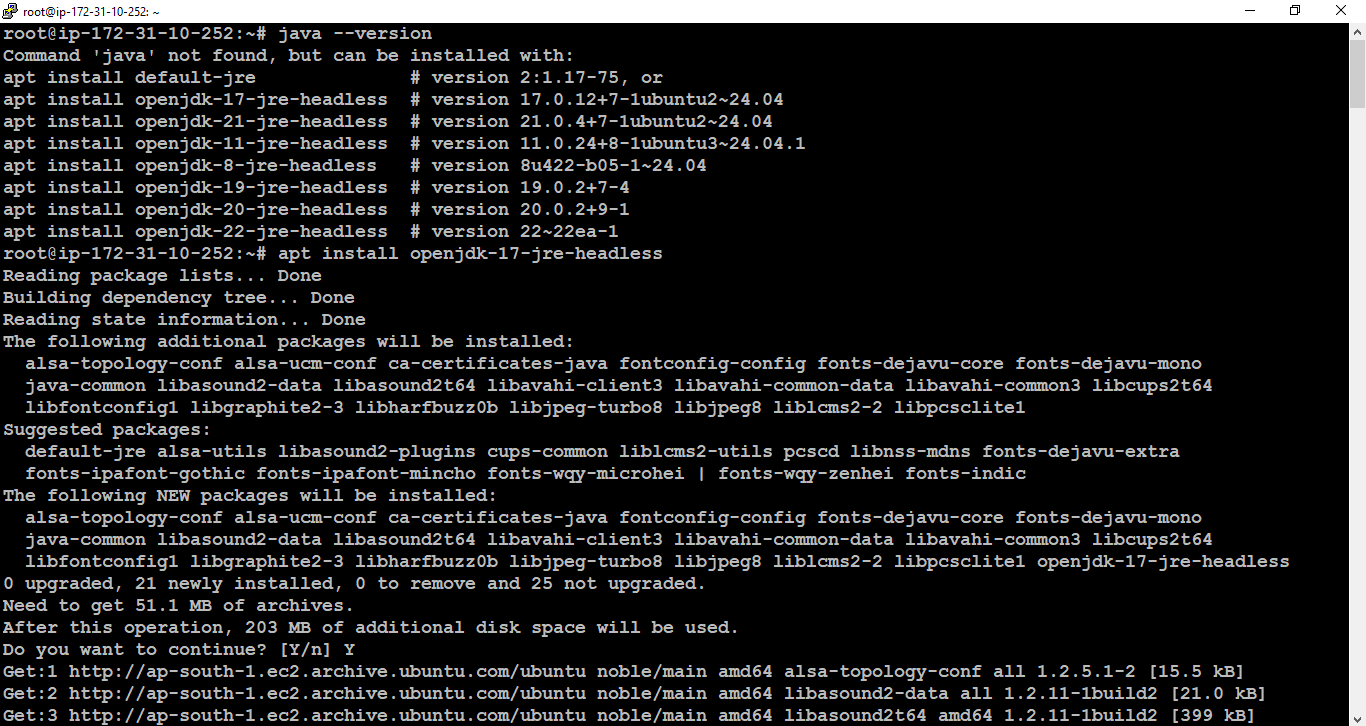 root@ip-172-31-10-252: ~
root@ip-172-31-10-252:~# java --version
Command 'java' not found, but can be installed with:
apt install default-jre              # version 2:1.17-75, or
apt install openjdk-17-jre-headless  # version 17.0.12+7-1ubuntu2~24.04
apt install openjdk-21-jre-headless  # version 21.0.4+7-1ubuntu2~24.04
apt install openjdk-11-jre-headless  # version 11.0.24+8-1ubuntu3~24.04.1
apt install openjdk-8-jre-headless   # version 8u422-b05-1~24.04
apt install openjdk-19-jre-headless  # version 19.0.2+7-4
apt install openjdk-20-jre-headless  # version 20.0.2+9-1
apt install openjdk-22-jre-headless  # version 22~22ea-1
root@ip-172-31-10-252:~# apt install openjdk-17-jre-headless
Reading package lists... Done
Building dependency tree... Done
Reading state information... Done
The following additional packages will be installed:
  alsa-topology-conf alsa-ucm-conf ca-certificates-java fontconfig-config fonts-dejavu-core fonts-dejavu-mono
  java-common libasound2-data libasound2t64 libavahi-client3 libavahi-common-data libavahi-common3 libcups2t64
  libfontconfig1 libgraphite2-3 libharfbuzz0b libjpeg-turbo8 libjpeg8 liblcms2-2 libpcsclite1
Suggested packages:
  default-jre alsa-utils libasound2-plugins cups-common liblcms2-utils pcscd libnss-mdns fonts-dejavu-extra
  fonts-ipafont-gothic fonts-ipafont-mincho fonts-wqy-microhei | fonts-wqy-zenhei fonts-indic
The following NEW packages will be installed:
  alsa-topology-conf alsa-ucm-conf ca-certificates-java fontconfig-config fonts-dejavu-core fonts-dejavu-mono
  java-common libasound2-data libasound2t64 libavahi-client3 libavahi-common-data libavahi-common3 libcups2t64
  libfontconfig1 libgraphite2-3 libharfbuzz0b libjpeg-turbo8 libjpeg8 liblcms2-2 libpcsclite1 openjdk-17-jre-headless
0 upgraded, 21 newly installed, 0 to remove and 25 not upgraded.
Need to get 51.1 MB of archives.
After this operation, 203 MB of additional disk space will be used.
Do you want to continue? [Y/n] Y
Get:1 http://ap-south-1.ec2.archive.ubuntu.com/ubuntu noble/main amd64 alsa-topology-conf all 1.2.5.1-2 [15.5 kB]
Get:2 http://ap-south-1.ec2.archive.ubuntu.com/ubuntu noble/main amd64 libasound2-data all 1.2.11-1build2 [21.0 kB]
Get:3 http://ap-south-1.ec2.archive.ubuntu.com/ubuntu noble/main amd64 libasound2t64 amd64 1.2.11-1build2 [399 kB]